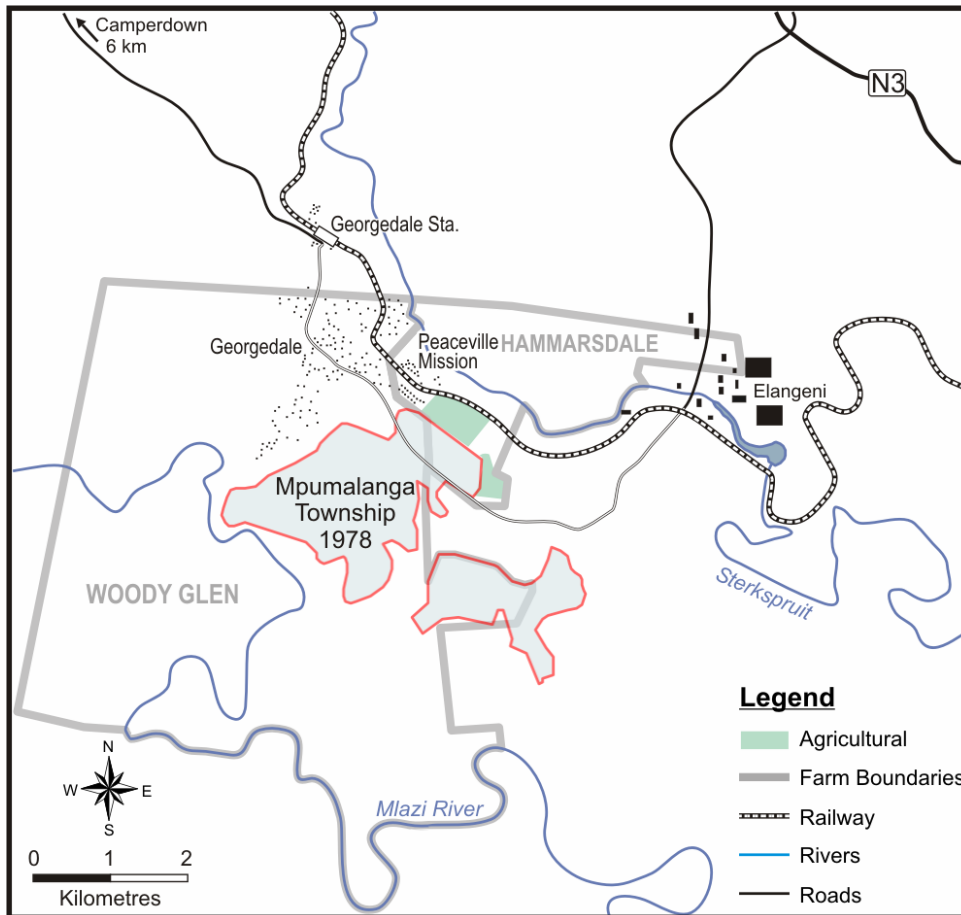 Camperdown
6 km
N3
Georgedale Sta.
Georgedale
Peaceville
Mission
HAMMARSDALE
Elangeni
Mpumalanga
Township
1978
WOODY GLEN
Sterkspruit
Mlazi River
N
W E
S
0 1 2
Kilometres
Legend
Agricultural
Farm Boundaries
Railway
Rivers
Roads